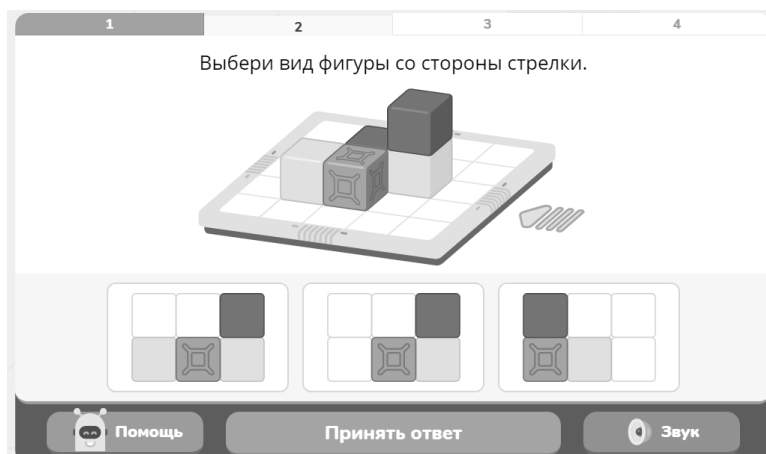 1 2 3 4
Выбери вид фигуры со стороны стрелки.
Помощь Принять ответ Звук